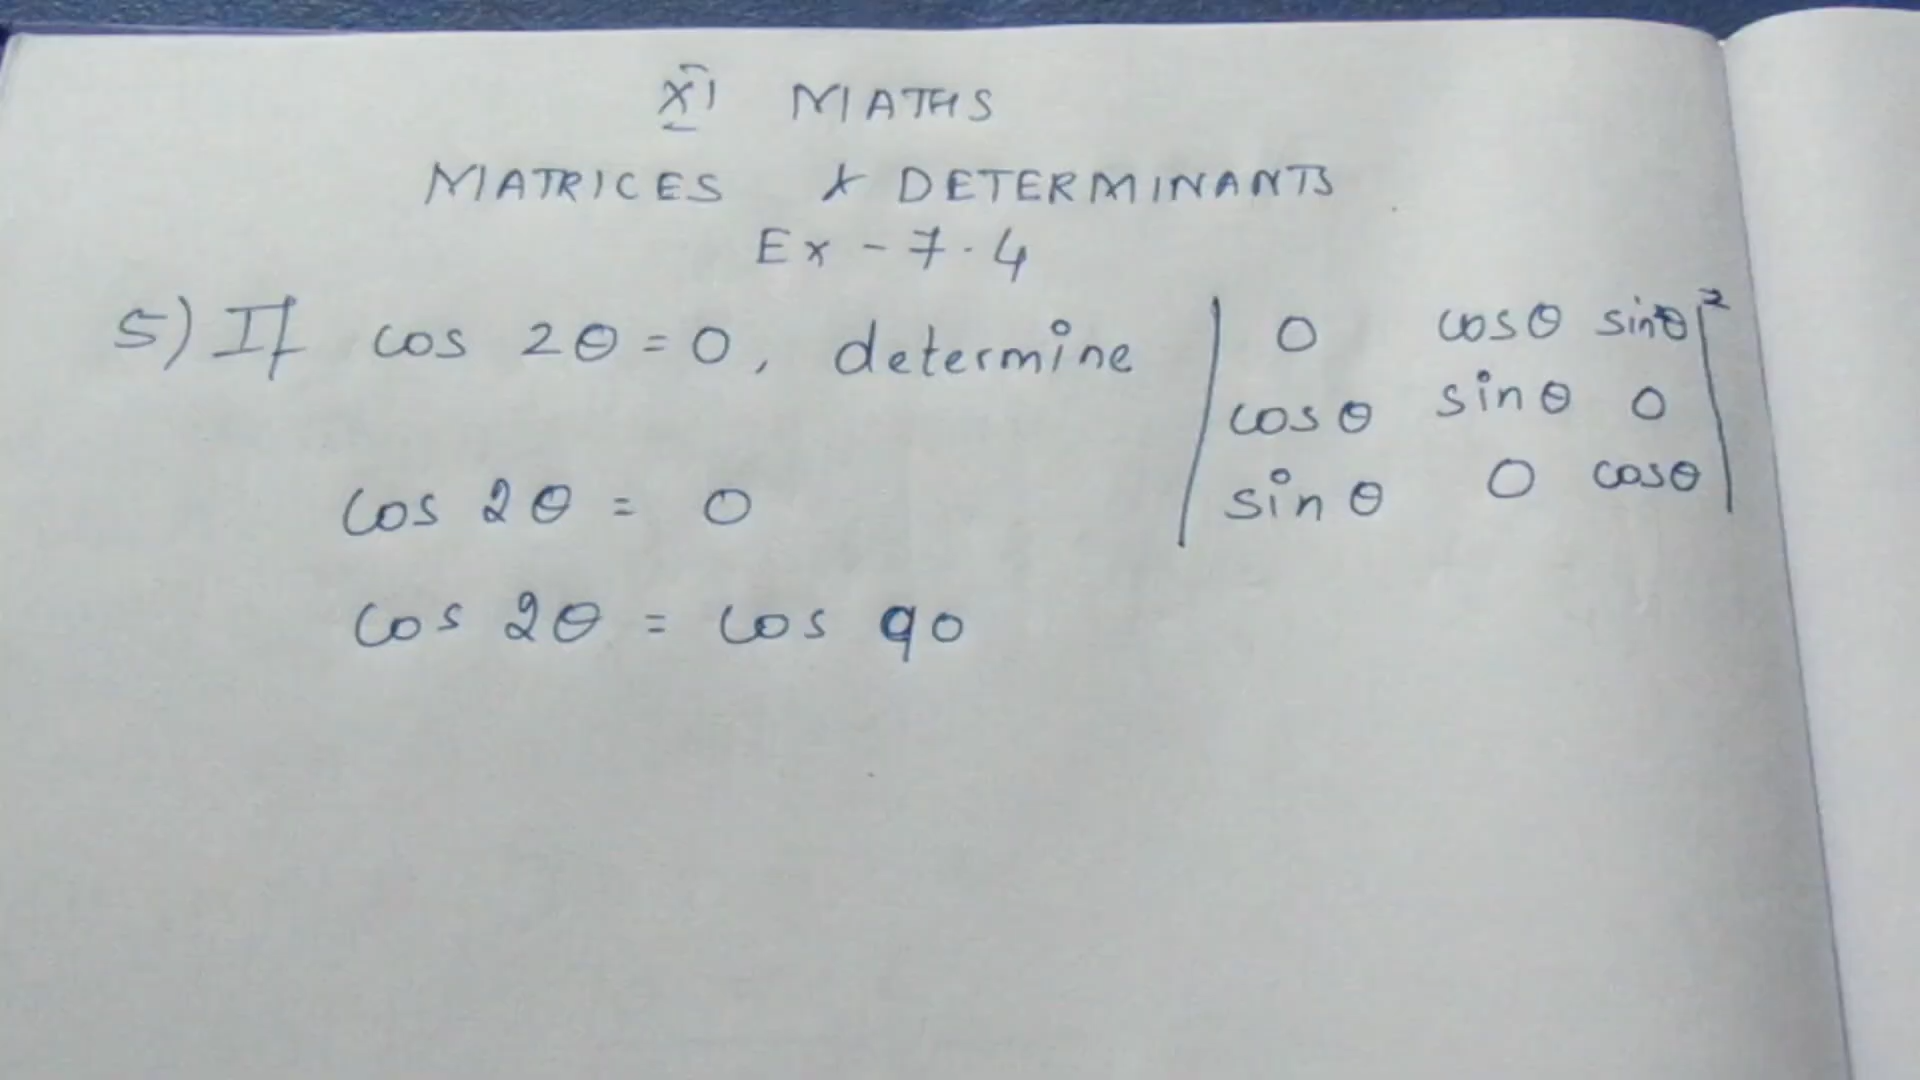 XI MATHS
MATRICES & DETERMINANTS
Ex - 7.4
5) If cos 2θ = 0, determine | 0 cosθ sinθ |²
| cosθ sinθ 0 |
| sinθ 0 cosθ |
cos 2θ = 0
cos 2θ = cos 90